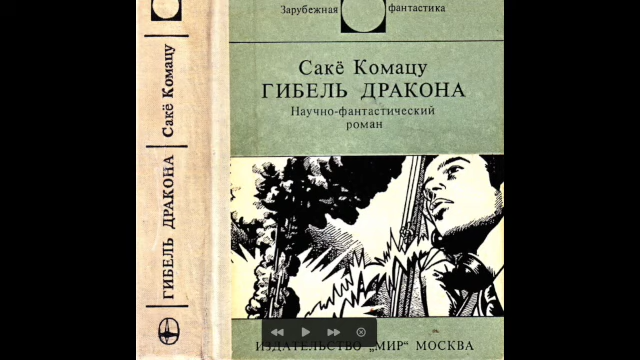 ГИБЕЛЬ ДРАКОНА Сакё Комацу
Зарубежная фантастика
Сакё Комацу
ГИБЕЛЬ ДРАКОНА
Научно-фантастический
роман
ИЗДАТЕЛЬСТВО „МИР“ МОСКВА